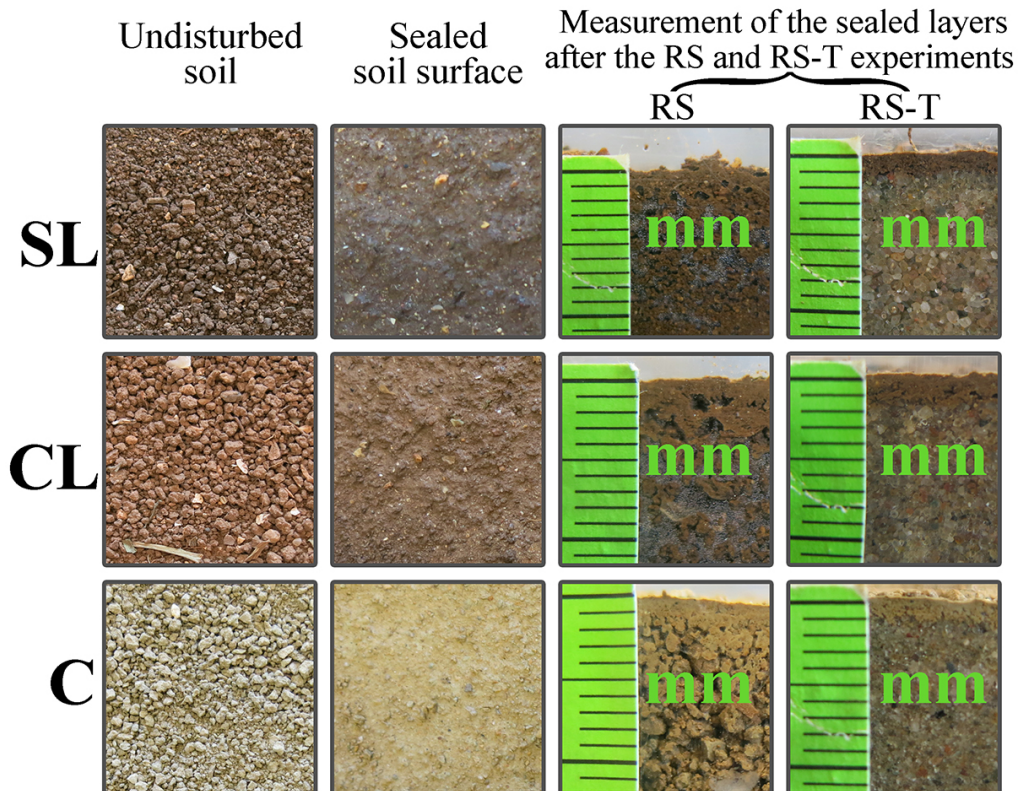 Undisturbed
soil
Sealed
soil surface
Measurement of the sealed layers
after the RS and RS-T experiments
RS
RS-T
SL
mm
mm
CL
mm
mm
C
mm
mm